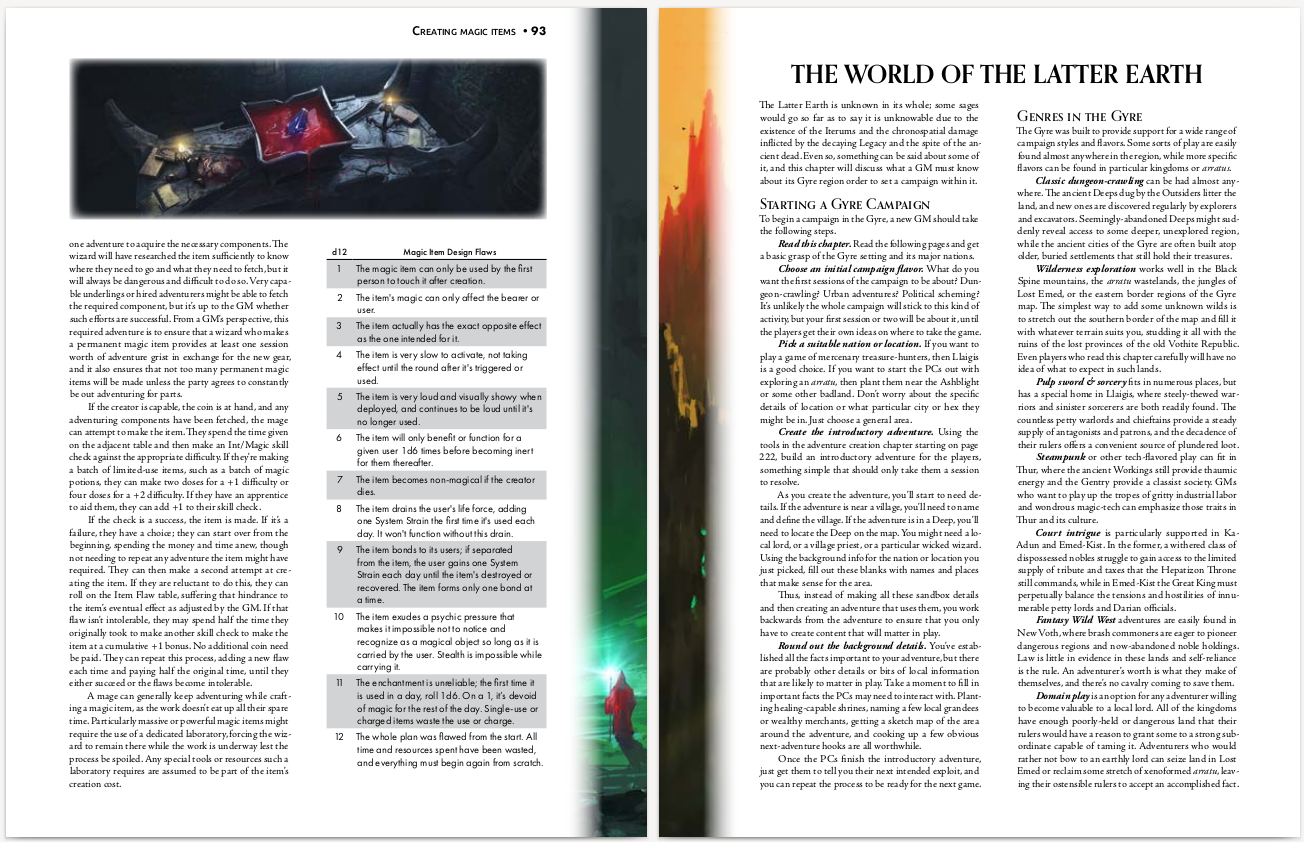 Creating magic items • 93
one adventure to acquire the necessary components. The
wizard will have researched the item sufficiently to know
where they need to go and what they need to fetch, but it
will always be dangerous and difficult to do so. Very capa-
ble underlings or hired adventurers might be able to fetch
the required component, but it's up to the GM whether
such efforts are successful. From a GM's perspective, this
required adventure is to ensure that a wizard who makes
a permanent magic item provides at least one session
worth of adventure grist in exchange for the new gear,
and it also ensures that not too many permanent magic
items will be made unless the party agrees to constantly
be out adventuring for parts.
If the creator is capable, the coin is at hand, and any
adventuring components have been fetched, the mage
can attempt to make the item. They spend the time given
on the adjacent table and then make an Int/Magic skill
check against the appropriate difficulty. If they're making
a batch of limited-use items, such as a batch of magic
potions, they can make two doses for a +1 difficulty or
four doses for a +2 difficulty. If they have an apprentice
to aid them, they can add +1 to their skill check.
If the check is a success, the item is made. If it's a
failure, they have a choice; they can start over from the
beginning, spending the money and time anew, though
not needing to repeat any adventure the item might have
required. They can then make a second attempt at cre-
ating the item. If they are reluctant to do this, they can
roll on the Item Flaw table, suffering that hindrance to
the item's eventual effect as adjusted by the GM. If that
flaw isn't intolerable, they may spend half the time they
originally took to make another skill check to make the
item at a cumulative +1 bonus. No additional coin need
be paid. They can repeat this process, adding a new flaw
each time and paying half the original time, until they
either succeed or the flaws become intolerable.
A mage can generally keep adventuring while craft-
ing a magic item, as the work doesn't eat up all their spare
time. Particularly massive or powerful magic items might
require the use of a dedicated laboratory, forcing the wiz-
ard to remain there while the work is underway lest the
process be spoiled. Any special tools or resources such a
laboratory requires are assumed to be part of the item's
creation cost.
d12 Magic Item Design Flaws
1 The magic item can only be used by the first
person to touch it after creation.
2 The item's magic can only affect the bearer or
user.
3 The item actually has the exact opposite effect
as the one intended for it.
4 The item is very slow to activate, not taking
effect until the round after it's triggered or
used.
5 The item is very loud and visually showy when
deployed, and continues to be loud until it's
no longer used.
6 The item will only benefit or function for a
given user 1d6 times before becoming inert
for them thereafter.
7 The item becomes non-magical if the creator
dies.
8 The item drains the user's life force, adding
one System Strain the first time it's used each
day. It won't function without this drain.
9 The item bonds to its users; if separated
from the item, the user gains one System
Strain each day until the item's destroyed or
recovered. The item forms only one bond at
a time.
10 The item exudes a psychic pressure that
makes it impossible not to notice and
recognize as a magical object so long as it is
carried by the user. Stealth is impossible while
carrying it.
11 The enchantment is unreliable; the first time it
is used in a day, roll 1d6. On a 1, it's devoid
of magic for the rest of the day. Single-use or
charged items waste the use or charge.
12 The whole plan was flawed from the start. All
time and resources spent have been wasted,
and everything must begin again from scratch.
THE WORLD OF THE LATTER EARTH
The Latter Earth is unknown in its whole; some sages
would go so far as to say it is unknowable due to the
existence of the Iterums and the chronospatial damage
inflicted by the decaying Legacy and the spite of the an-
cient dead. Even so, something can be said about some of
it, and this chapter will discuss what a GM must know
about its Gyre region order to set a campaign within it.
Starting a Gyre Campaign
To begin a campaign in the Gyre, a new GM should take
the following steps.
Read this chapter. Read the following pages and get
a basic grasp of the Gyre setting and its major nations.
Choose an initial campaign flavor. What do you
want the first sessions of the campaign to be about? Dun-
geon-crawling? Urban adventures? Political scheming?
It's unlikely the whole campaign will stick to this kind of
activity, but your first session or two will be about it, until
the players get their own ideas on where to take the game.
Pick a suitable nation or location. If you want to
play a game of mercenary treasure-hunters, then Llaigis
is a good choice. If you want to start the PCs out with
exploring an arratu, then plant them near the Ashblight
or some other badland. Don't worry about the specific
details of location or what particular city or hex they
might be in. Just choose a general area.
Create the introductory adventure. Using the
tools in the adventure creation chapter starting on page
222, build an introductory adventure for the players,
something simple that should only take them a session
to resolve.
As you create the adventure, you'll start to need de-
tails. If the adventure is near a village, you'll need to name
and define the village. If the adventure is in a Deep, you'll
need to locate the Deep on the map. You might need a lo-
cal lord, or a village priest, or a particular wicked wizard.
Using the background info for the nation or location you
just picked, fill out these blanks with names and places
that make sense for the area.
Thus, instead of making all these sandbox details
and then creating an adventure that uses them, you work
backwards from the adventure to ensure that you only
have to create content that will matter in play.
Round out the background details. You've estab-
lished all the facts important to your adventure, but there
are probably other details or bits of local information
that are likely to matter in play. Take a moment to fill in
important facts the PCs may need to interact with. Plant-
ing healing-capable shrines, naming a few local grandees
or wealthy merchants, getting a sketch map of the area
around the adventure, and cooking up a few obvious
next-adventure hooks are all worthwhile.
Once the PCs finish the introductory adventure,
just get them to tell you their next intended exploit, and
you can repeat the process to be ready for the next game.
Genres in the Gyre
The Gyre was built to provide support for a wide range of
campaign styles and flavors. Some sorts of play are easily
found almost anywhere in the region, while more specific
flavors can be found in particular kingdoms or arratus.
Classic dungeon-crawling can be had almost any-
where. The ancient Deeps dug by the Outsiders litter the
land, and new ones are discovered regularly by explorers
and excavators. Seemingly-abandoned Deeps might sud-
denly reveal access to some deeper, unexplored region,
while the ancient cities of the Gyre are often built atop
older, buried settlements that still hold their treasures.
Wilderness exploration works well in the Black
Spine mountains, the arratu wastelands, the jungles of
Lost Emed, or the eastern border regions of the Gyre
map. The simplest way to add some unknown wilds is
to stretch out the southern border of the map and fill it
with whatever terrain suits you, studding it all with the
ruins of the lost provinces of the old Vothite Republic.
Even players who read this chapter carefully will have no
idea of what to expect in such lands.
Pulp sword & sorcery fits in numerous places, but
has a special home in Llaigis, where steely-thewed war-
riors and sinister sorcerers are both readily found. The
countless petty warlords and chieftains provide a steady
supply of antagonists and patrons, and the decadence of
their rulers offers a convenient source of plundered loot.
Steampunk or other tech-flavored play can fit in
Thur, where the ancient Workings still provide thaumic
energy and the Gentry provide a classist society. GMs
who want to play up the tropes of gritty industrial labor
and wondrous magic-tech can emphasize those traits in
Thur and its culture.
Court intrigue is particularly supported in Ka-
Adun and Emed-Kist. In the former, a withered class of
dispossessed nobles struggle to gain access to the limited
supply of tribute and taxes that the Hepatizon Throne
still commands, while in Emed-Kist the Great King must
perpetually balance the tensions and hostilities of innu-
merable petty lords and Darian officials.
Fantasy Wild West adventures are easily found in
New Voth, where brash commoners are eager to pioneer
dangerous regions and now-abandoned noble holdings.
Law is little in evidence in these lands and self-reliance
is the rule. An adventurer's worth is what they make of
themselves, and there's no cavalry coming to save them.
Domain play is an option for any adventurer willing
to become valuable to a local lord. All of the kingdoms
have enough poorly-held or dangerous land that their
rulers would have a reason to grant some to a strong sub-
ordinate capable of taming it. Adventurers who would
rather not bow to an earthly lord can seize land in Lost
Emed or reclaim some stretch of xenoformed arratu, leav-
ing their ostensible rulers to accept an accomplished fact.